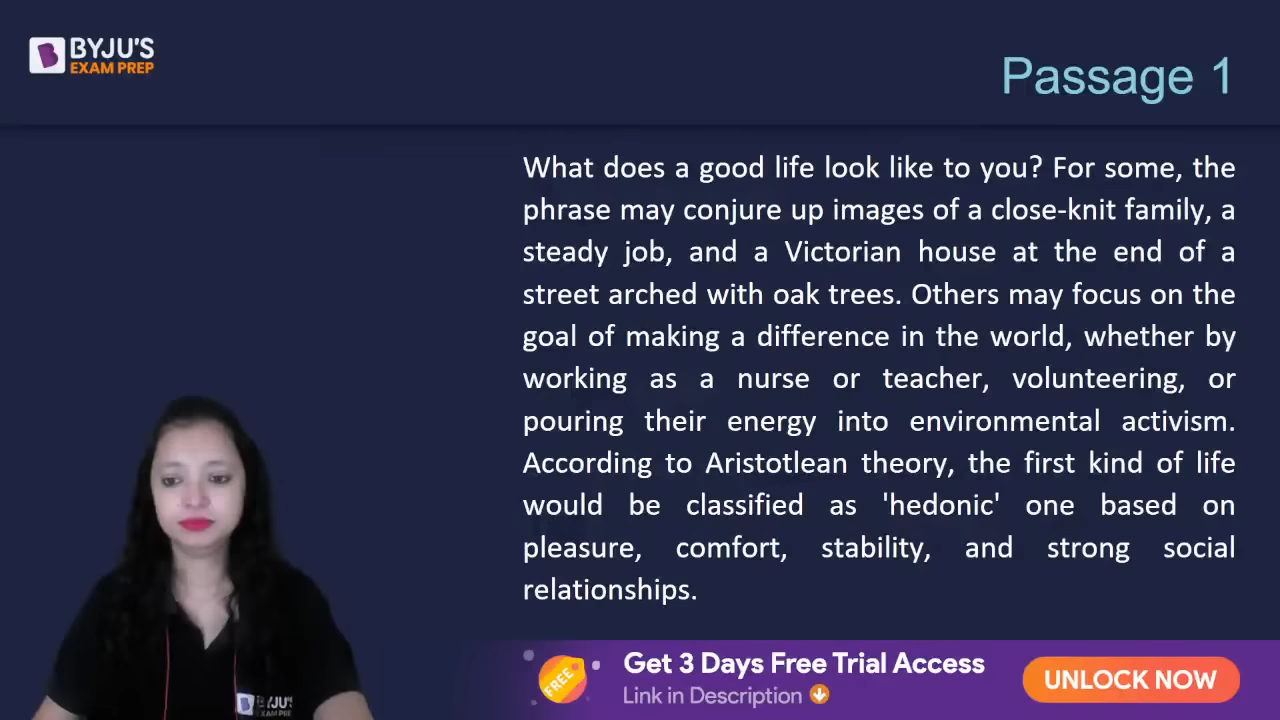 BYJU'S
EXAM PREP
Passage 1
What does a good life look like to you? For some, the
phrase may conjure up images of a close-knit family, a
steady job, and a Victorian house at the end of a
street arched with oak trees. Others may focus on the
goal of making a difference in the world, whether by
working as a nurse or teacher, volunteering, or
pouring their energy into environmental activism.
According to Aristotlean theory, the first kind of life
would be classified as 'hedonic' one based on
pleasure, comfort, stability, and strong social
relationships.
FREE
Get 3 Days Free Trial Access
Link in Description
UNLOCK NOW
EXAM PREP